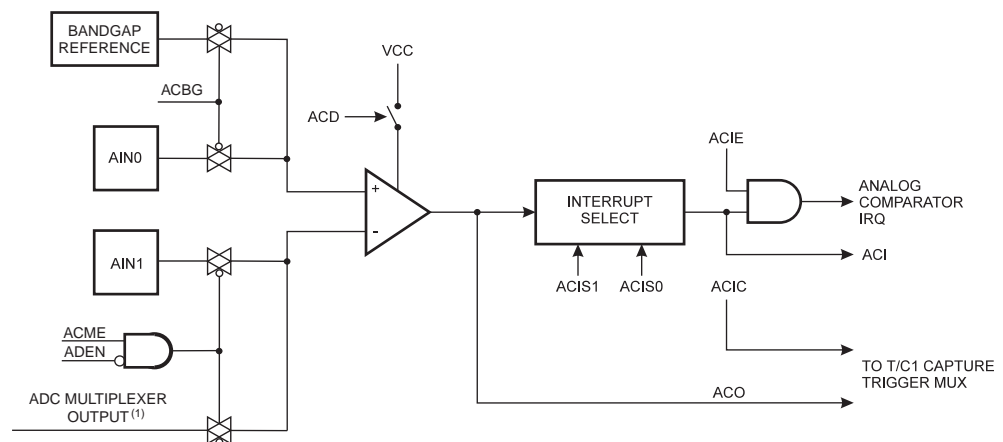 BANDGAP
REFERENCE
VCC
ACBG
ACD
ACIE
AIN0
+
INTERRUPT
SELECT
ANALOG
COMPARATOR
IRQ
-
AIN1
ACI
ACIS1
ACIS0
ACIC
ACME
ADEN
TO T/C1 CAPTURE
TRIGGER MUX
ADC MULTIPLEXER
OUTPUT (1)
ACO